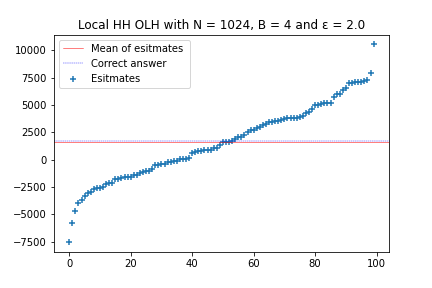 Local HH OLH with N = 1024, B = 4 and ε = 2.0
Mean of esitmates
Correct answer
Esitmates
10000
7500
5000
2500
0
−2500
−5000
−7500
0 20 40 60 80 100